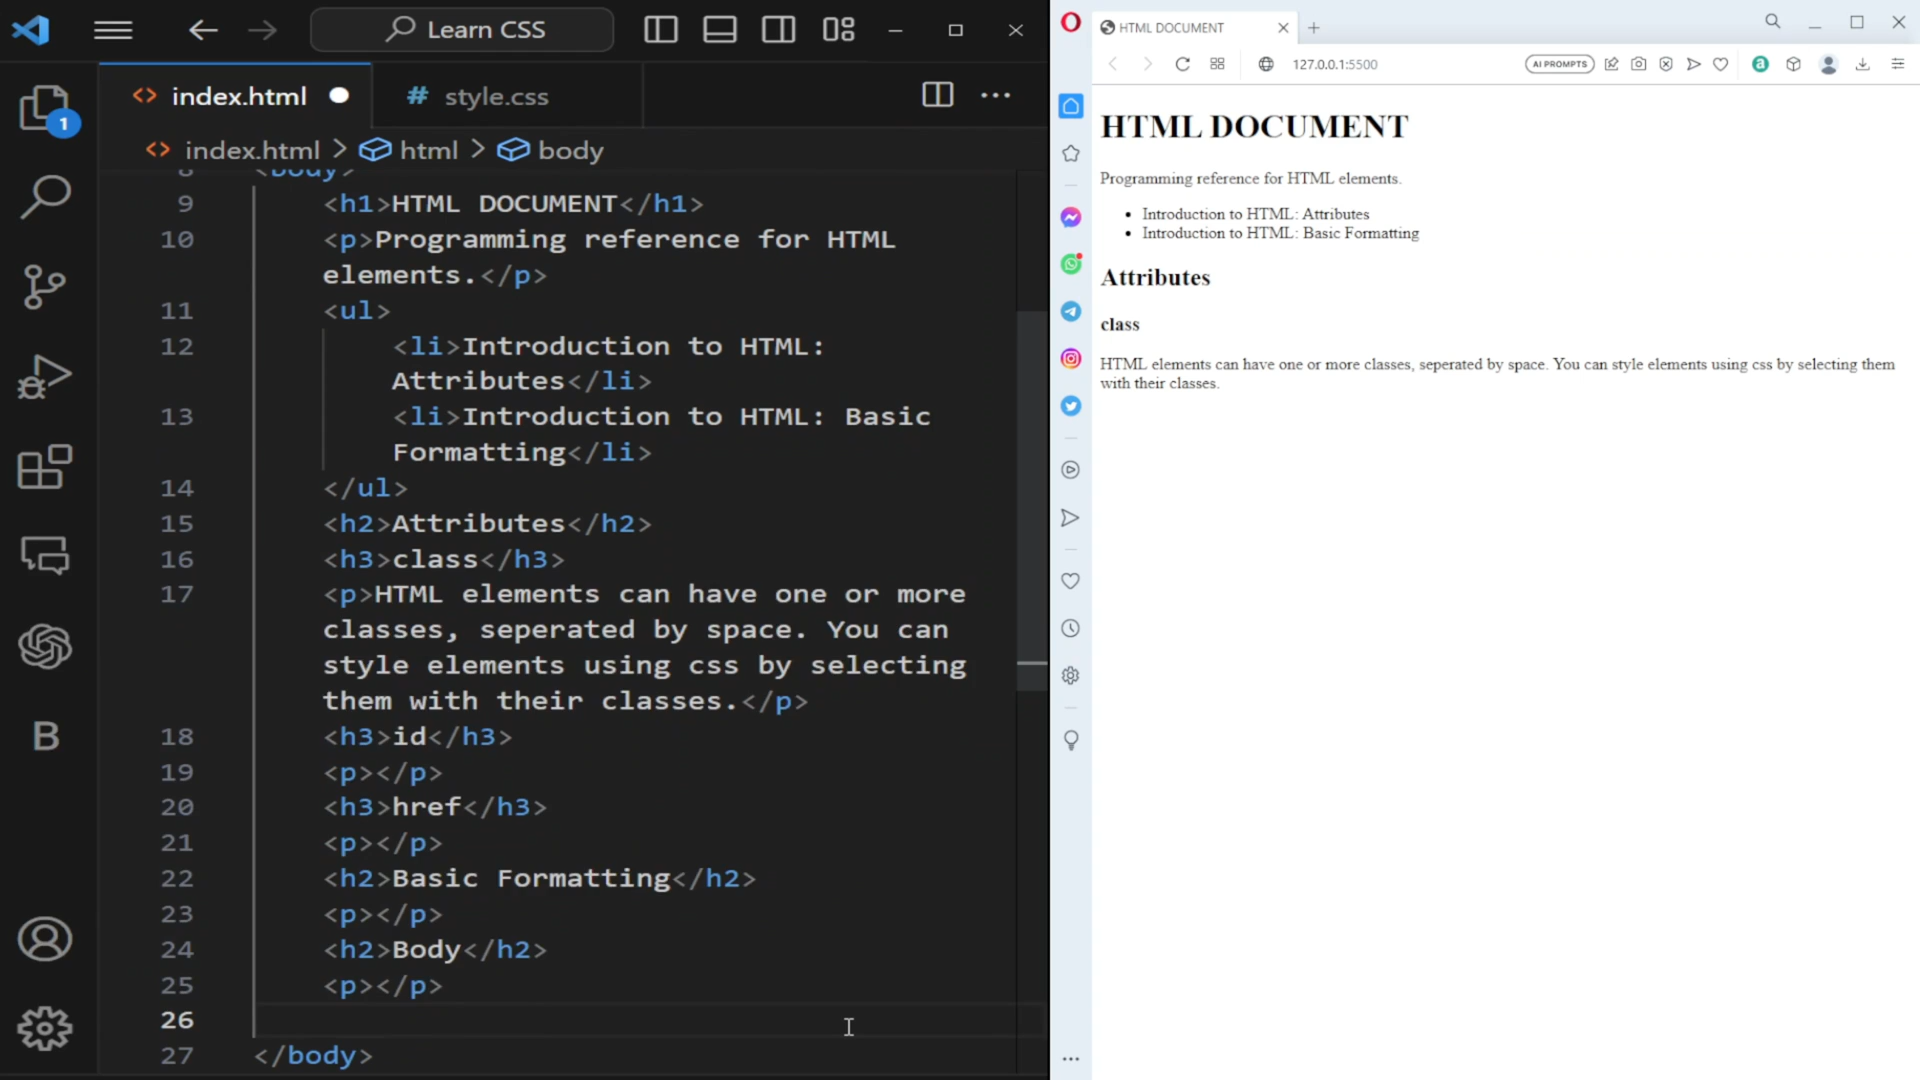 Learn CSS
index.html
# style.css
1
index.html > html > body
8 <body>
9 <h1>HTML DOCUMENT</h1>
10 <p>Programming reference for HTML
elements.</p>
11 <ul>
12 <li>Introduction to HTML:
Attributes</li>
13 <li>Introduction to HTML: Basic
Formatting</li>
14 </ul>
15 <h2>Attributes</h2>
16 <h3>class</h3>
17 <p>HTML elements can have one or more
classes, seperated by space. You can
style elements using css by selecting
them with their classes.</p>
18 <h3>id</h3>
19 <p></p>
20 <h3>href</h3>
21 <p></p>
22 <h2>Basic Formatting</h2>
23 <p></p>
24 <h2>Body</h2>
25 <p></p>
26
27 </body>
B
HTML DOCUMENT
127.0.0.1:5500
AI PROMPTS
a
HTML DOCUMENT
Programming reference for HTML elements.
• Introduction to HTML: Attributes
• Introduction to HTML: Basic Formatting
Attributes
class
HTML elements can have one or more classes, seperated by space. You can style elements using css by selecting them
with their classes.